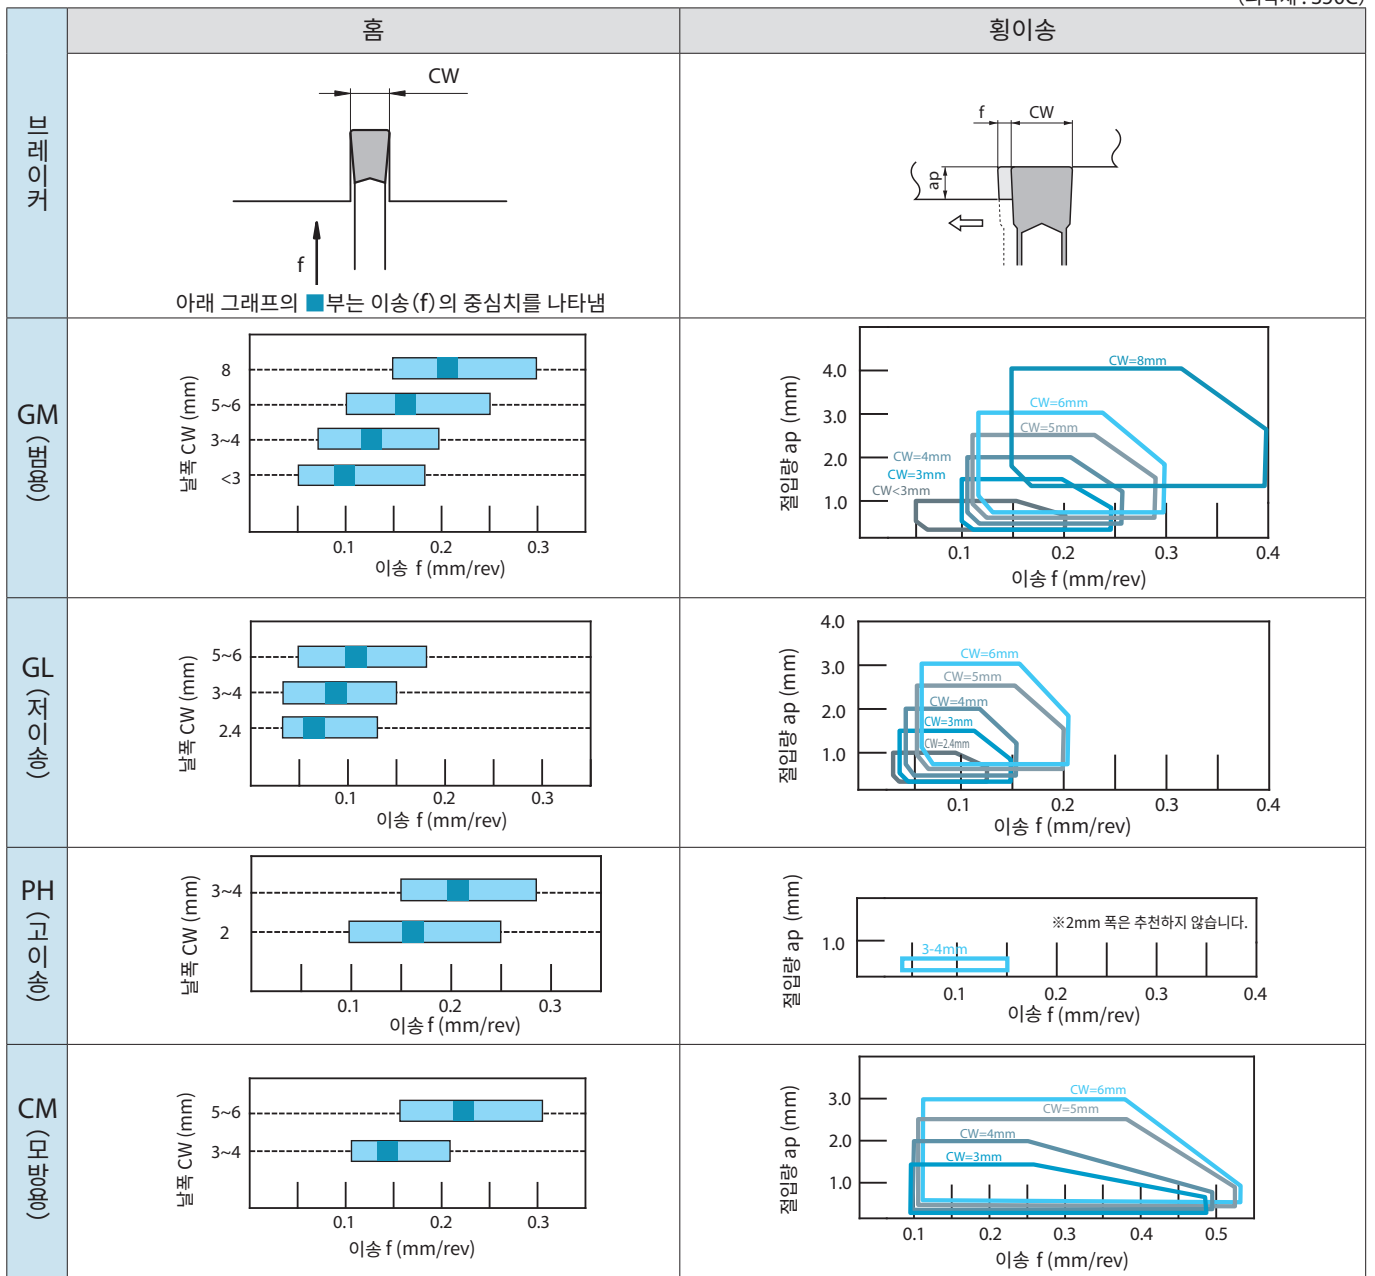 홈
횡이송
브레이커
CW
f
아래 그래프의 부는 이송(f)의 중심치를 나타냄
f
CW
ap
GM
(범용)
날폭 CW (mm)
8
5~6
3~4
<3
0.1
0.2
0.3
이송 f (mm/rev)
절입량 ap (mm)
4.0
3.0
2.0
1.0
CW=8mm
CW=6mm
CW=5mm
CW=4mm
CW=3mm
CW<3mm
0.1
0.2
0.3
0.4
이송 f (mm/rev)
GL
(저이송)
날폭 CW (mm)
5~6
3~4
2.4
0.1
0.2
0.3
이송 f (mm/rev)
절입량 ap (mm)
4.0
3.0
2.0
1.0
CW=6mm
CW=5mm
CW=4mm
CW=3mm
CW=2.4mm
0.1
0.2
0.3
0.4
이송 f (mm/rev)
PH
(고이송)
날폭 CW (mm)
3~4
2
0.1
0.2
0.3
이송 f (mm/rev)
절입량 ap (mm)
1.0
※2mm 폭은 추천하지 않습니다.
3-4mm
0.1
0.2
0.3
0.4
이송 f (mm/rev)
CM
(모방용)
날폭 CW (mm)
5~6
3~4
0.1
0.2
0.3
이송 f (mm/rev)
절입량 ap (mm)
3.0
2.0
1.0
CW=6mm
CW=5mm
CW=4mm
CW=3mm
0.1
0.2
0.3
0.4
0.5
이송 f (mm/rev)